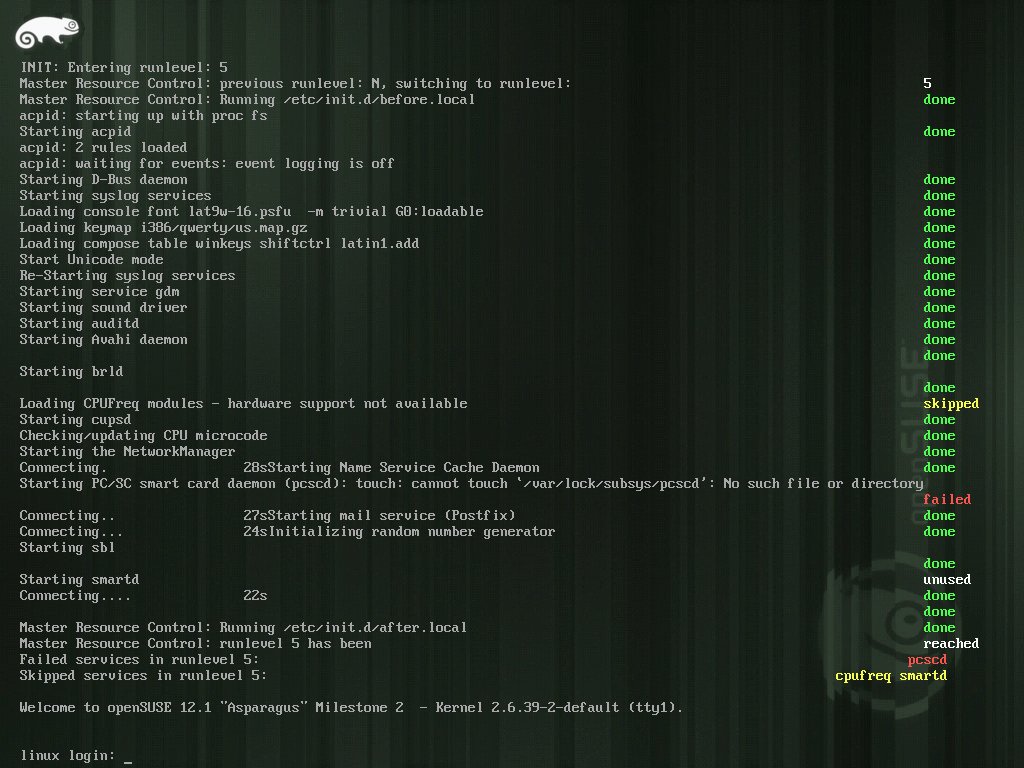 INIT: Entering runlevel: 5
Master Resource Control: previous runlevel: N, switching to runlevel: 5
Master Resource Control: Running /etc/init.d/before.local done
acpid: starting up with proc fs
Starting acpid done
acpid: 2 rules loaded
acpid: waiting for events: event logging is off
Starting D-Bus daemon done
Starting syslog services done
Loading console font lat9w-16.psfu  -m trivial G0:loadable done
Loading keymap i386/qwerty/us.map.gz done
Loading compose table winkeys shiftctrl latin1.add done
Start Unicode mode done
Re-Starting syslog services done
Starting service gdm done
Starting sound driver done
Starting auditd done
Starting Avahi daemon done
done
Starting brld
done
Loading CPUFreq modules - hardware support not available skipped
Starting cupsd done
Checking/updating CPU microcode done
Starting the NetworkManager done
Connecting. 28sStarting Name Service Cache Daemon done
Starting PC/SC smart card daemon (pcscd): touch: cannot touch `/var/lock/subsys/pcscd': No such file or directory
failed
Connecting.. 27sStarting mail service (Postfix) done
Connecting... 24sInitializing random number generator done
Starting sbl
done
Starting smartd unused
Connecting.... 22s done
done
Master Resource Control: Running /etc/init.d/after.local done
Master Resource Control: runlevel 5 has been reached
Failed services in runlevel 5: pcscd
Skipped services in runlevel 5: cpufreq smartd
Welcome to openSUSE 12.1 "Asparagus" Milestone 2  - Kernel 2.6.39-2-default (tty1).
linux login: _
openSUSE